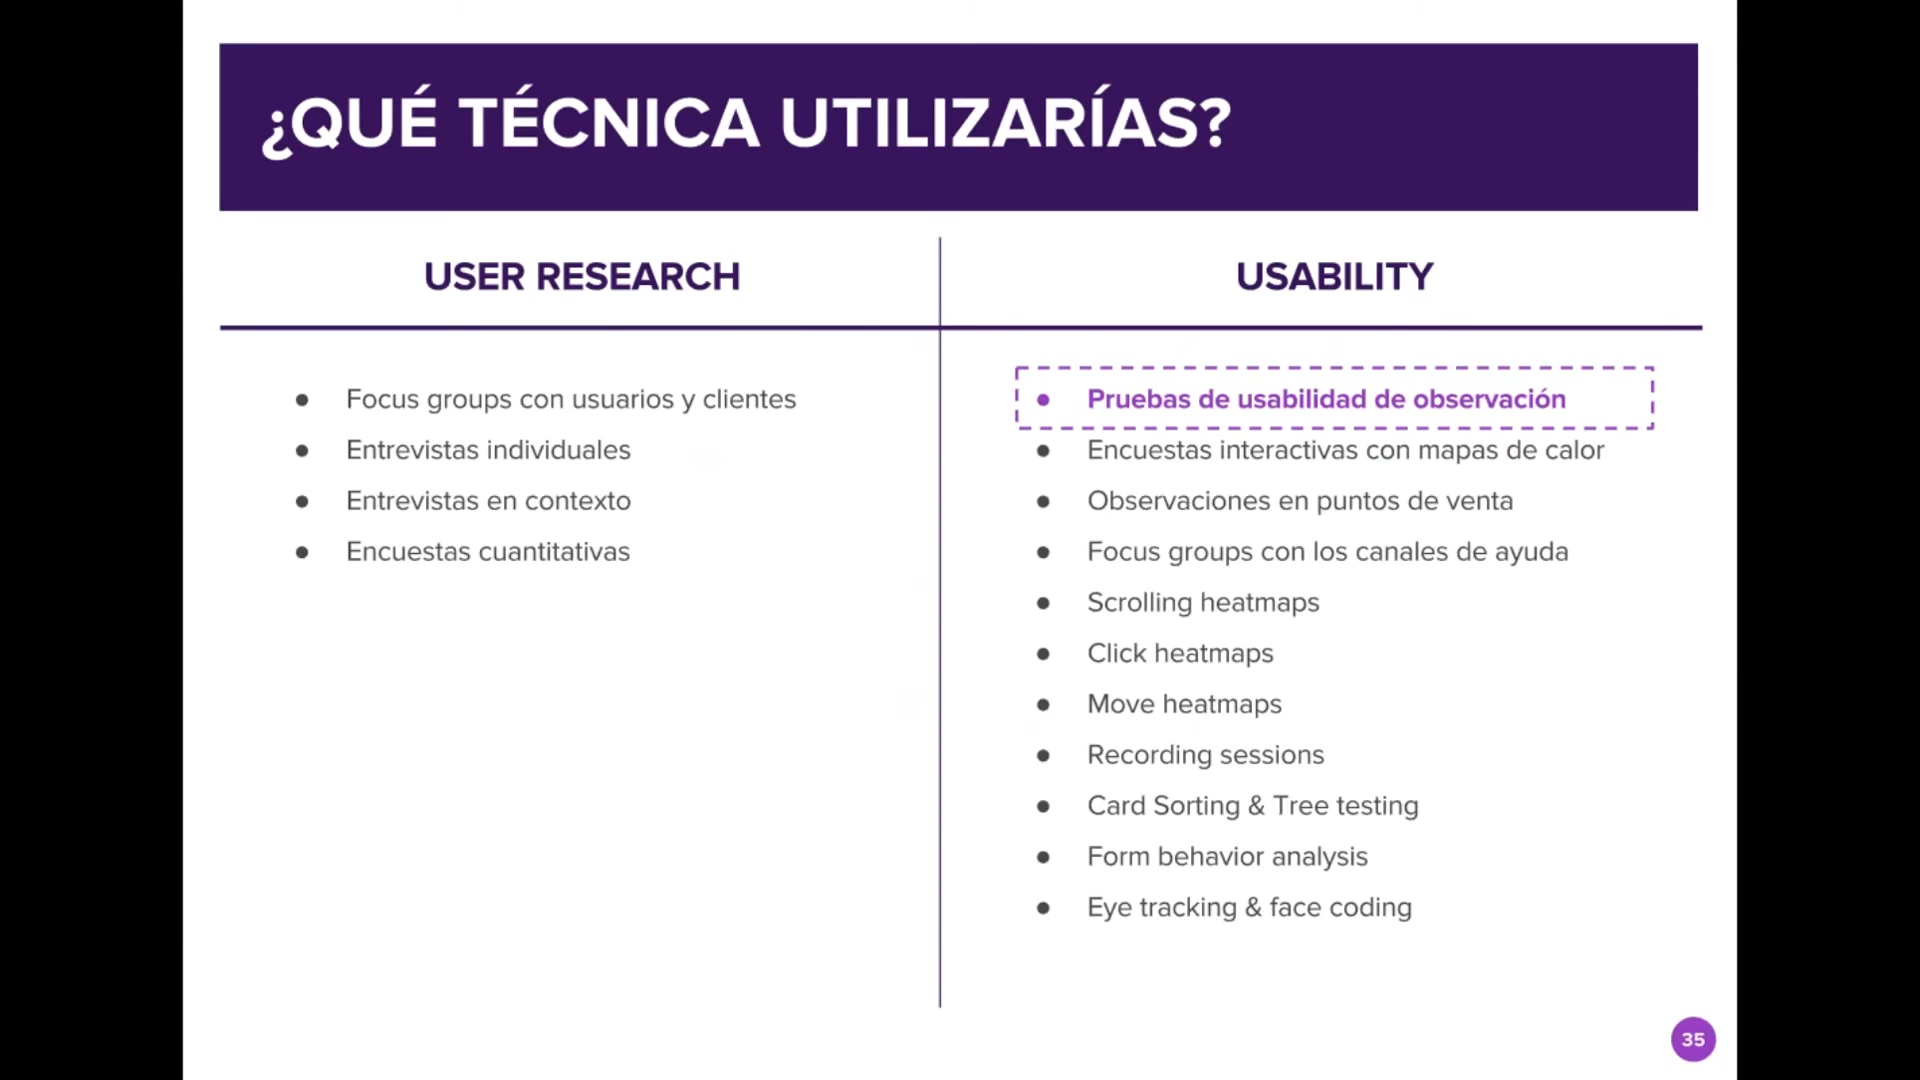 ¿QUÉ TÉCNICA UTILIZARÍAS?
USER RESEARCH
● Focus groups con usuarios y clientes
● Entrevistas individuales
● Entrevistas en contexto
● Encuestas cuantitativas
USABILITY
● Pruebas de usabilidad de observación
● Encuestas interactivas con mapas de calor
● Observaciones en puntos de venta
● Focus groups con los canales de ayuda
● Scrolling heatmaps
● Click heatmaps
● Move heatmaps
● Recording sessions
● Card Sorting & Tree testing
● Form behavior analysis
● Eye tracking & face coding
35